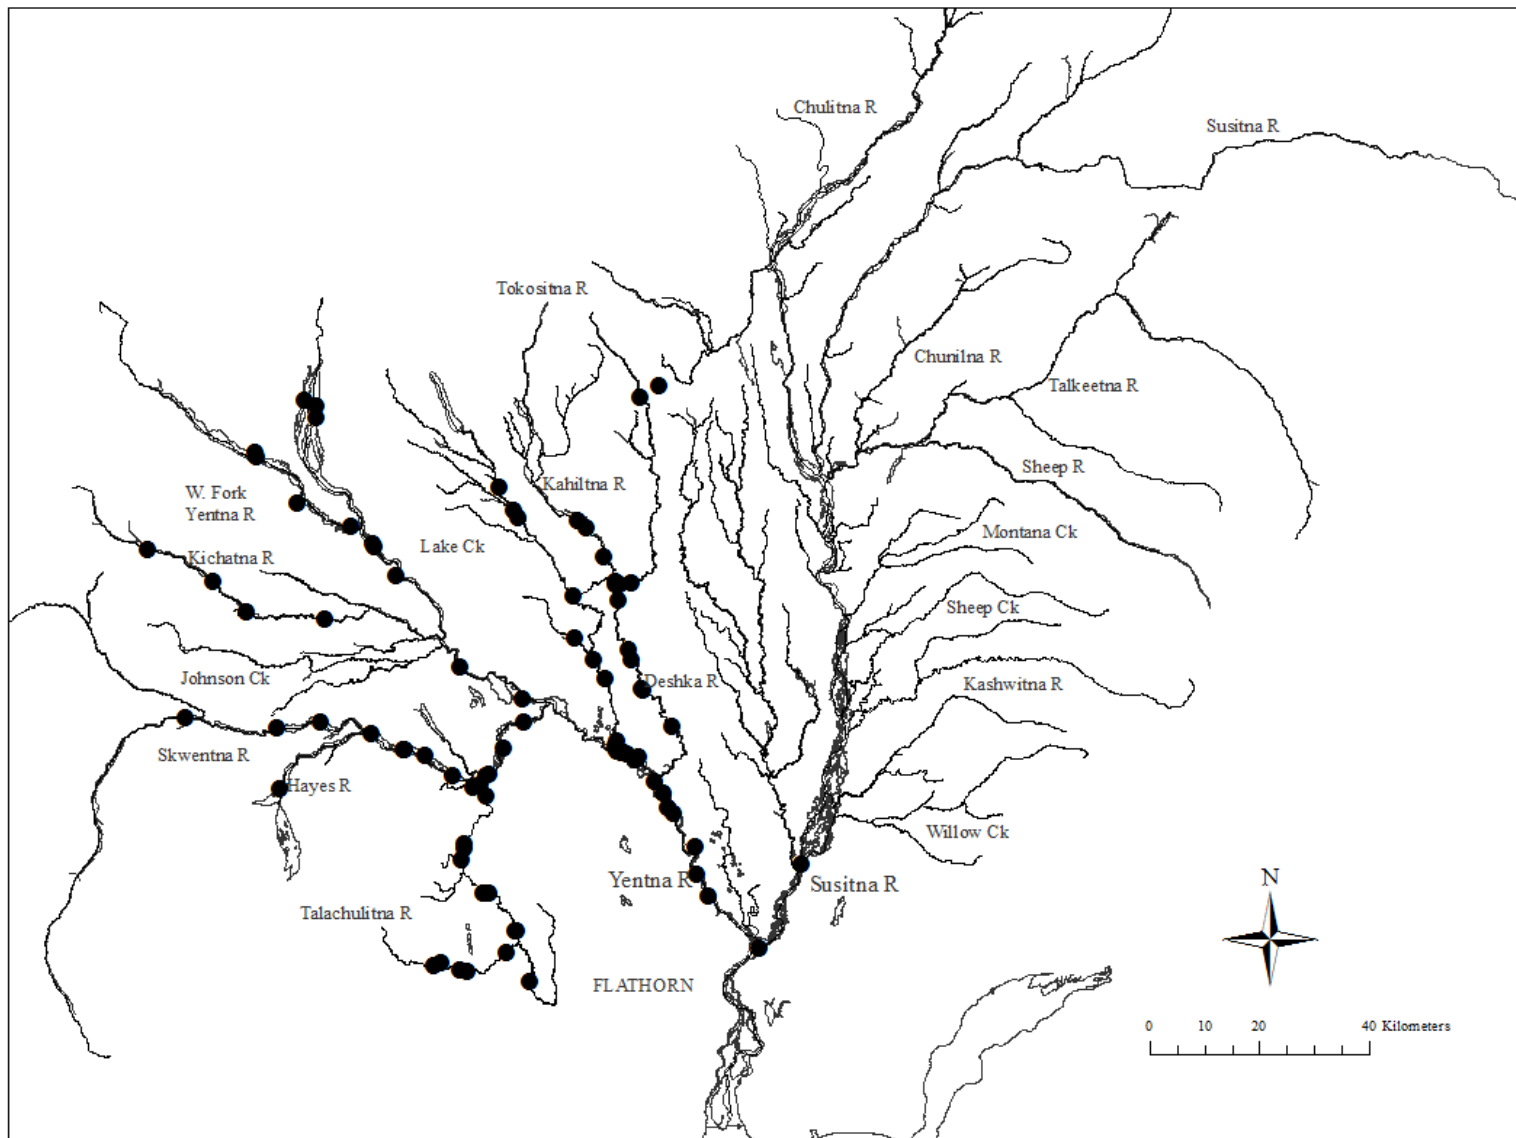 Chulitna R
Susitna R
Tokositna R
Chunilna R
Talkeetna R
Sheep R
Kahiltna R
W. Fork
Yentna R
Montana Ck
Lake Ck
Kichatna R
Sheep Ck
Johnson Ck
Deshka R
Kashwitna R
Skwentna R
Hayes R
Willow Ck
Yentna R
Susitna R
N
Talachulitna R
FLATHORN
0 10 20 40 Kilometers